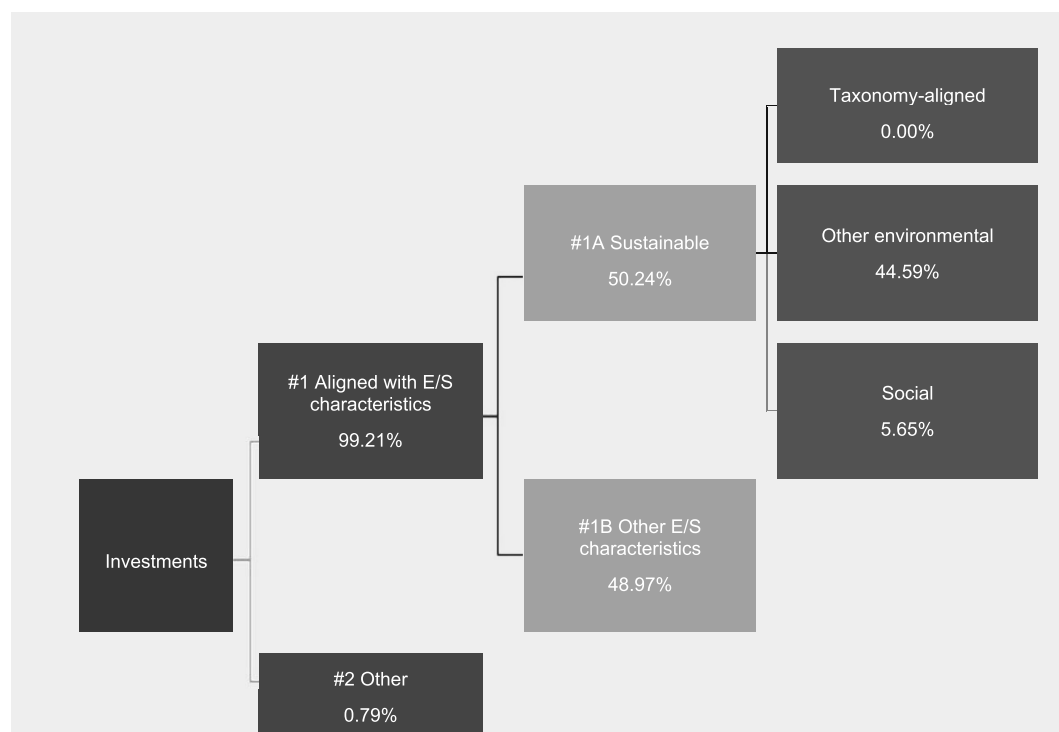 Taxonomy-aligned
0.00%
#1A Sustainable
50.24%
Other environmental
44.59%
#1 Aligned with E/S
characteristics
99.21%
Social
5.65%
Investments
#1B Other E/S
characteristics
48.97%
#2 Other
0.79%